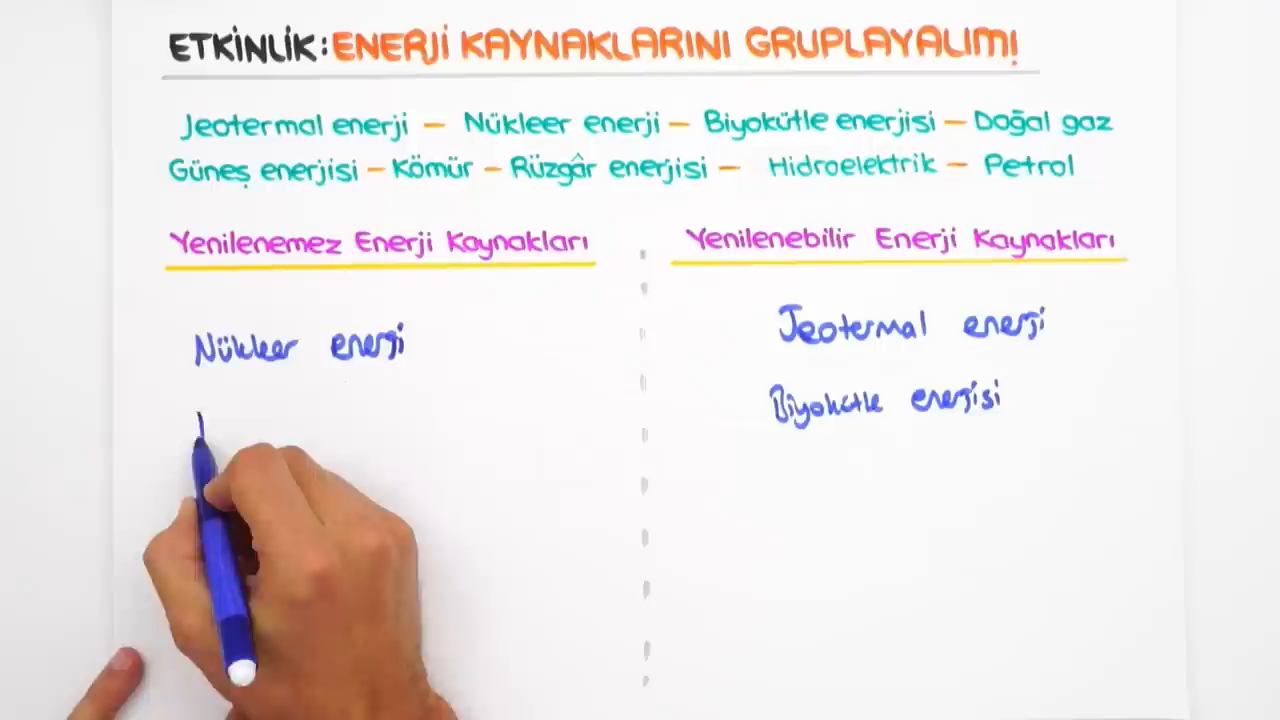 ETKİNLİK: ENERJİ KAYNAKLARINI GRUPLAYALIM!
Jeotermal enerji – Nükleer enerji – Biyokütle enerjisi – Doğal gaz
Güneş enerjisi – Kömür – Rüzgâr enerjisi – Hidroelektrik – Petrol
Yenilenemez Enerji Kaynakları
Yenilenebilir Enerji Kaynakları
Nükleer enerji
Jeotermal enerji
Biyokütle enerjisi